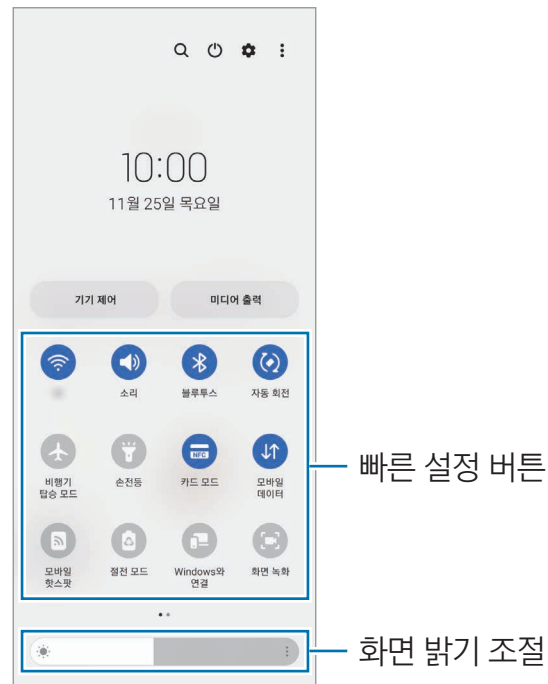 10:00
11월 25일 목요일
기기 제어
미디어 출력
소리
블루투스
자동 회전
비행기
탑승 모드
손전등
NFC
카드 모드
모바일
데이터
빠른 설정 버튼
모바일
핫스팟
절전 모드
Windows와
연결
화면 녹화
화면 밝기 조절